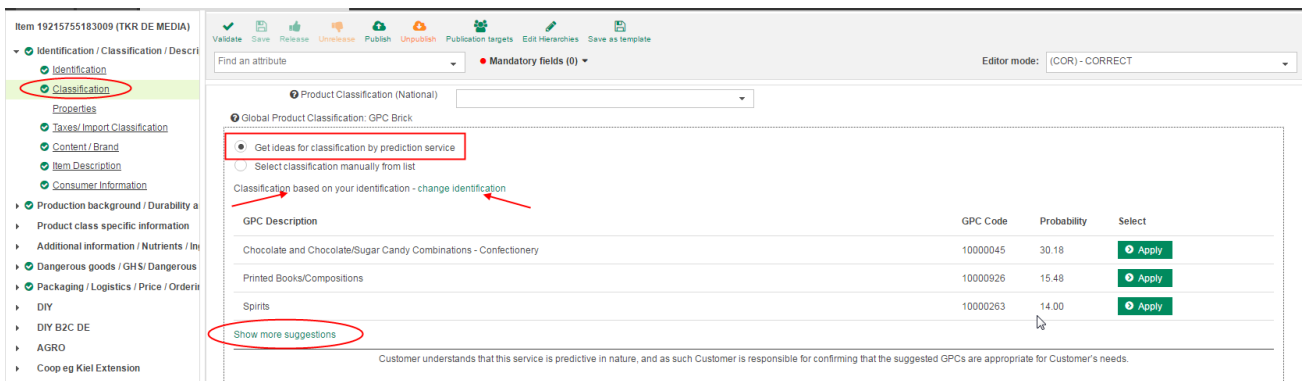 Item 19215755183009 (TKR DE MEDIA)
Identification / Classification / Descri
Identification
Classification
Properties
Taxes/ Import Classification
Content / Brand
Item Description
Consumer Information
Production background / Durability a
Product class specific information
Additional information / Nutrients / In
Dangerous goods / GHS/ Dangerous
Packaging / Logistics / Price / Orderin
DIY
DIY B2C DE
AGRO
Coop eg Kiel Extension
Validate Save Release Unrelease Publish Unpublish Publication targets Edit Hierarchies Save as template
Find an attribute Mandatory fields (0) Editor mode: (COR) - CORRECT
Product Classification (National)
Global Product Classification: GPC Brick
Get ideas for classification by prediction service
Select classification manually from list
Classification based on your identification - change identification
GPC Description GPC Code Probability Select
Chocolate and Chocolate/Sugar Candy Combinations - Confectionery 10000045 30.18 Apply
Printed Books/Compositions 10000926 15.48 Apply
Spirits 10000263 14.00 Apply
Show more suggestions
Customer understands that this service is predictive in nature, and as such Customer is responsible for confirming that the suggested GPCs are appropriate for Customer's needs.